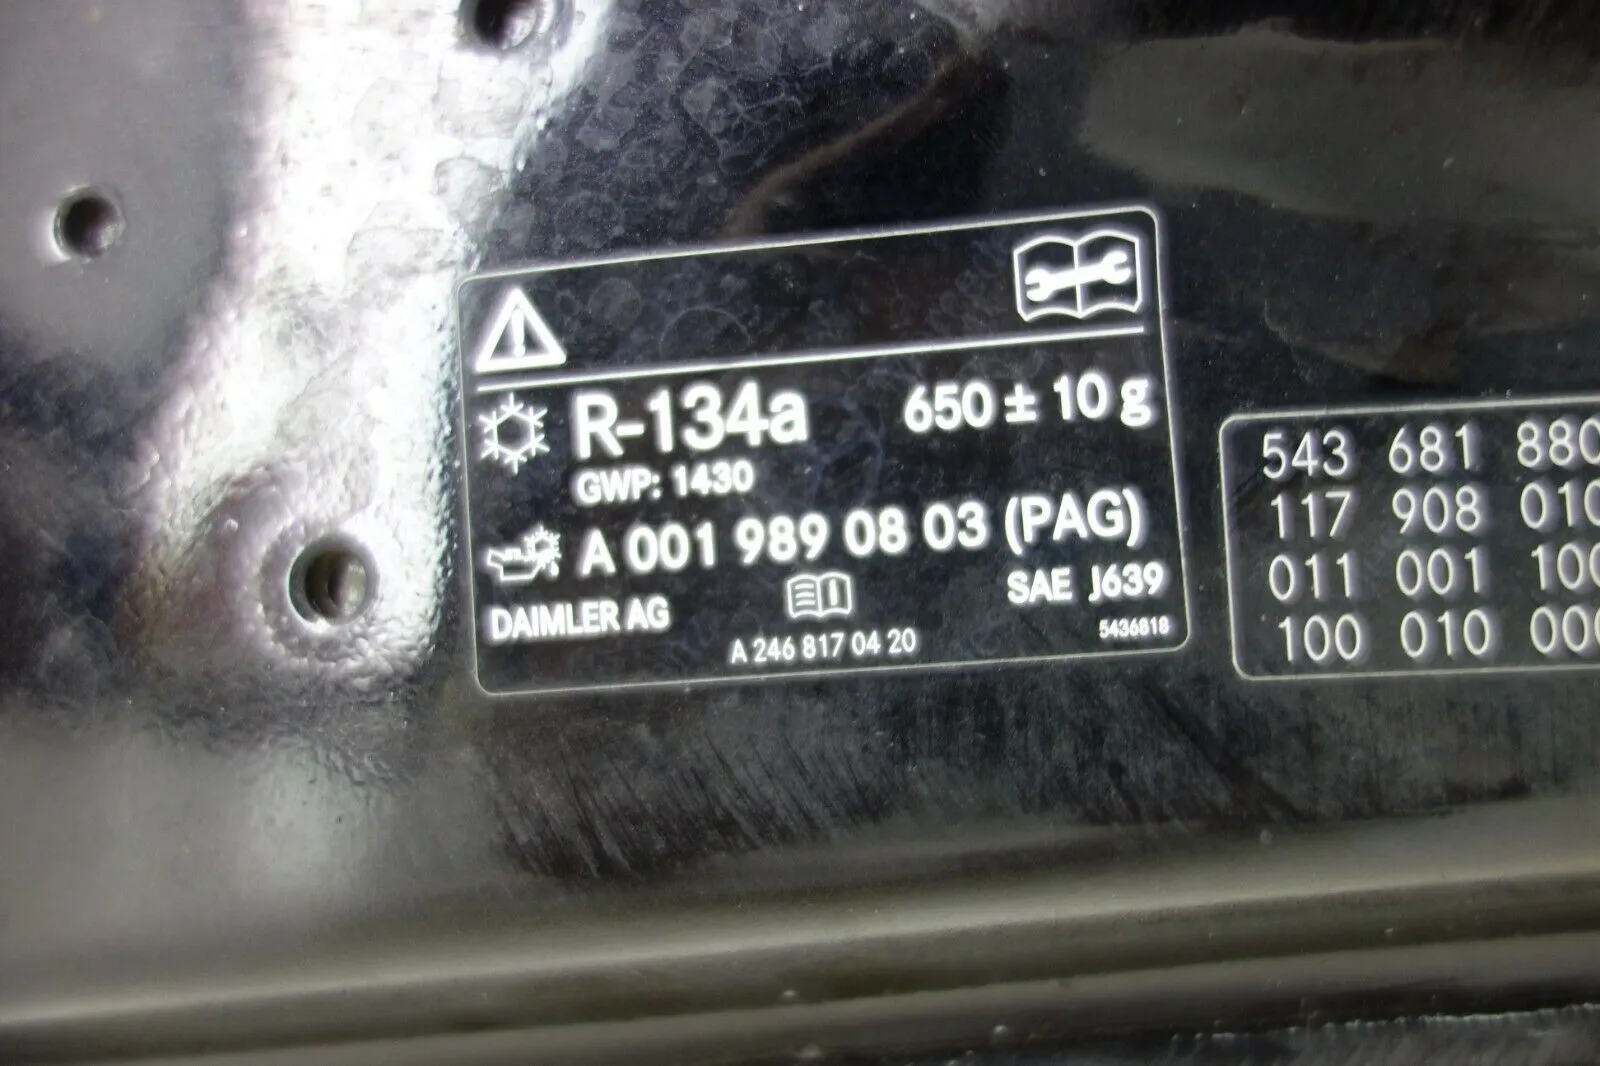 R-134a 650 ± 10 g
GWP: 1430
A 001 989 08 03 (PAG)
DAIMLER AG SAE J639
A 246 817 04 20 5436818
543 681 880
117 908 010
011 001 100
100 010 000